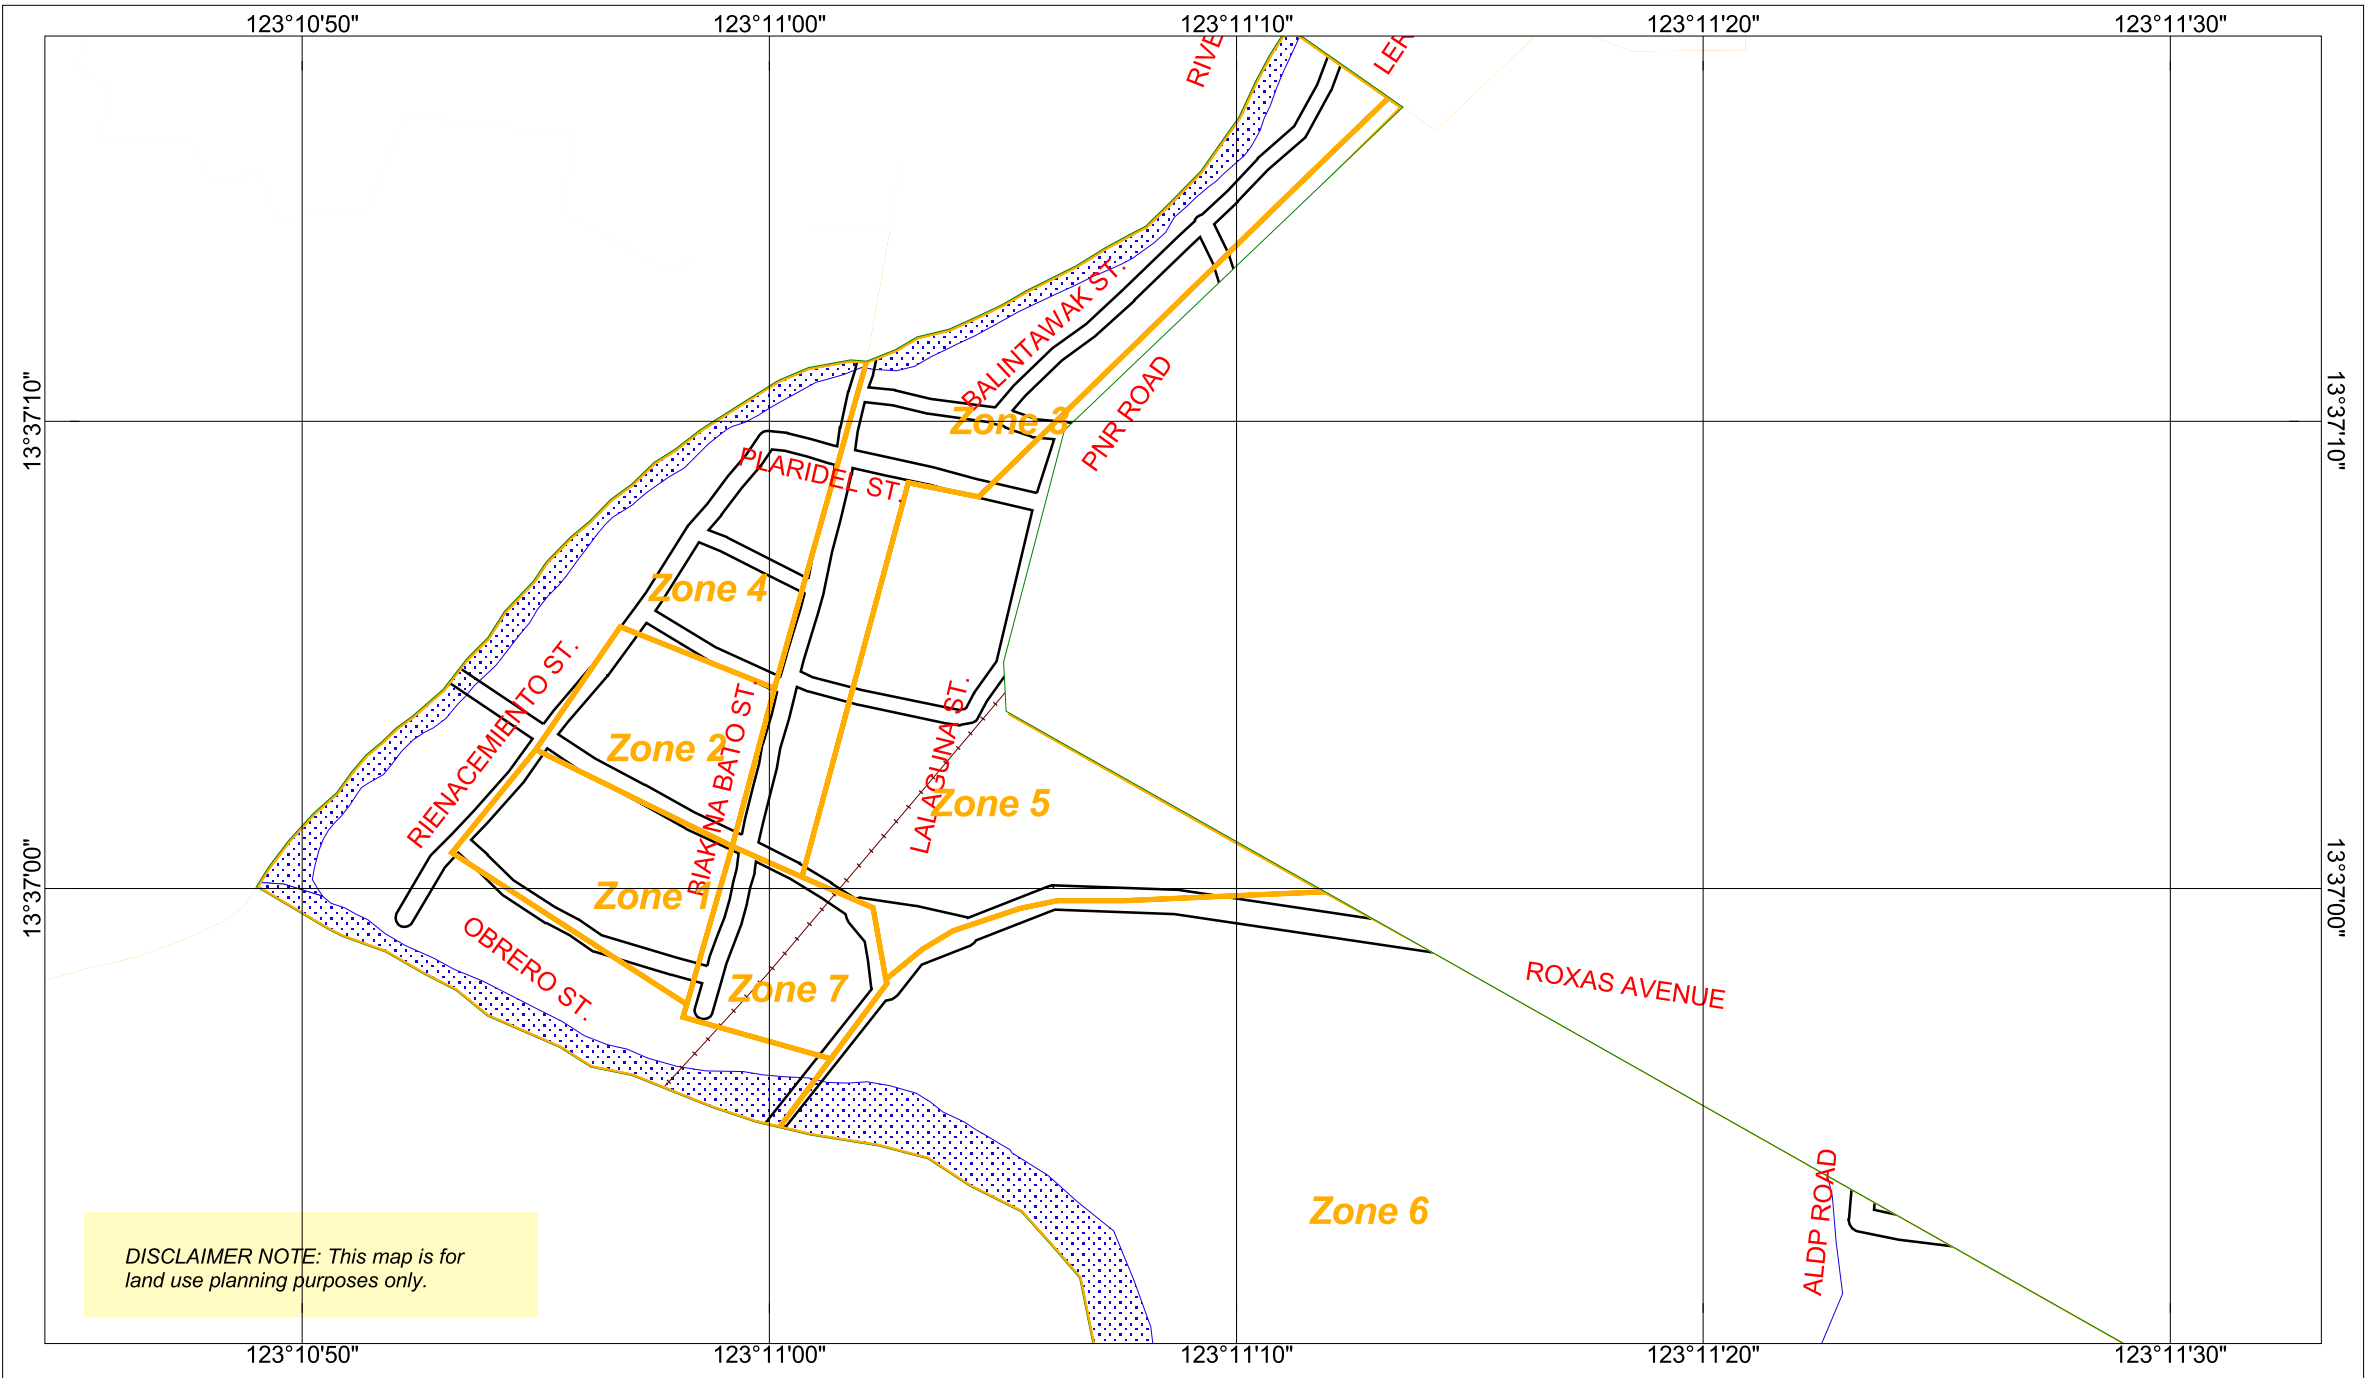 123°10'50" 123°11'00" 123°11'10" 123°11'20" 123°11'30"
RIVE
LER
BALINTAWAK ST.
13°37'10"
13°37'10"
Zone 3
PNR ROAD
PLARIDEL ST.
Zone 4
RIENACEMIENTO ST.
BIAK NA BATO ST.
LALAGUNA ST.
Zone 2
Zone 5
13°37'00"
13°37'00"
Zone 1
OBRERO ST.
Zone 7
ROXAS AVENUE
ALDP ROAD
Zone 6
DISCLAIMER NOTE: This map is for
land use planning purposes only.
123°10'50" 123°11'00" 123°11'10" 123°11'20" 123°11'30"